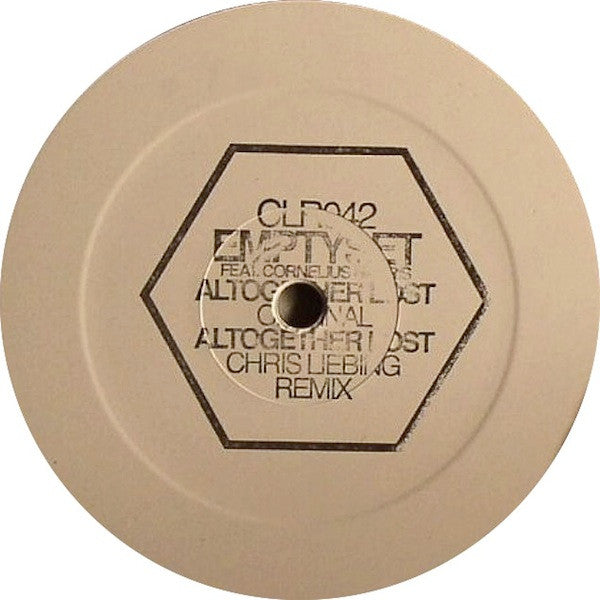 CLR042
EMPTYSET
FEAT. CORNELIUS
ALTOGETHER LOST
ORIGINAL
ALTOGETHER LOST
CHRIS LIEBING
REMIX